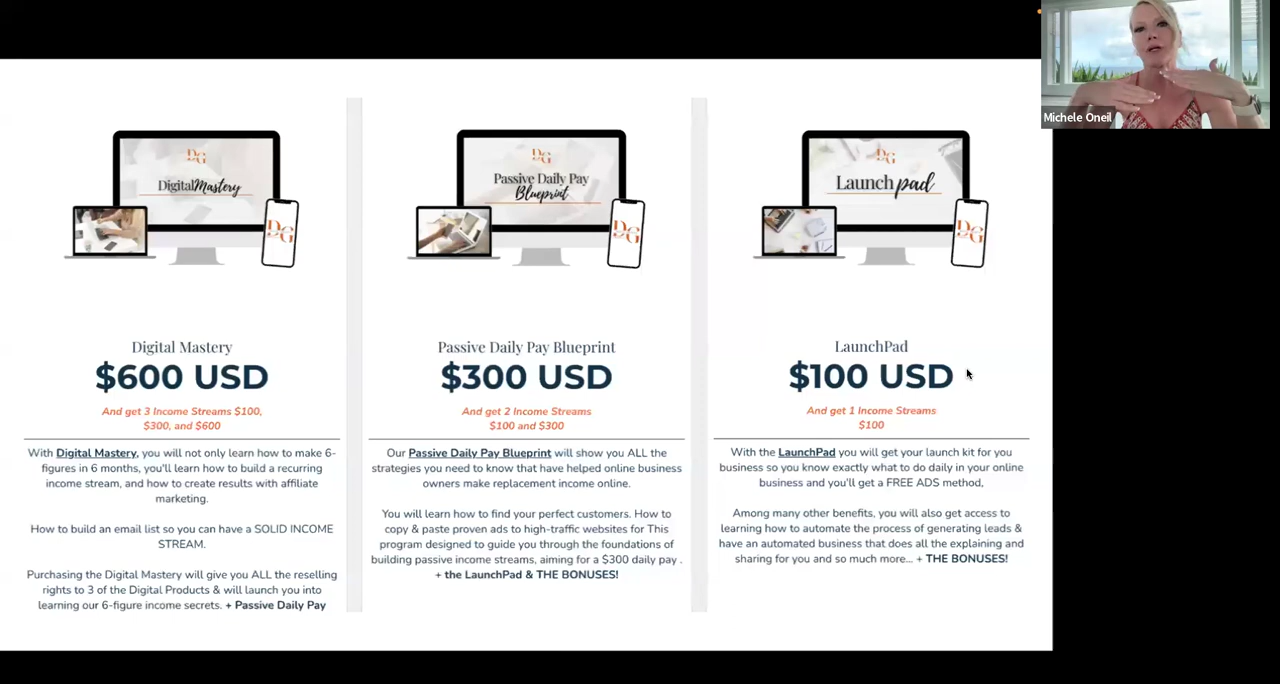 Michele Oneil
DG
DigitalMastery
DG
DG
Passive Daily Pay
Blueprint
DG
DG
Launch pad
DG
Digital Mastery
$600 USD
And get 3 Income Streams $100,
$300, and $600
With Digital Mastery, you will not only learn how to make 6-
figures in 6 months, you'll learn how to build a recurring
income stream, and how to create results with affiliate
marketing.
How to build an email list so you can have a SOLID INCOME
STREAM.
Purchasing the Digital Mastery will give you ALL the reselling
rights to 3 of the Digital Products & will launch you into
learning our 6-figure income secrets. + Passive Daily Pay
Passive Daily Pay Blueprint
$300 USD
And get 2 Income Streams
$100 and $300
Our Passive Daily Pay Blueprint will show you ALL the
strategies you need to know that have helped online business
owners make replacement income online.
You will learn how to find your perfect customers. How to
copy & paste proven ads to high-traffic websites for This
program designed to guide you through the foundations of
building passive income streams, aiming for a $300 daily pay .
+ the LaunchPad & THE BONUSES!
LaunchPad
$100 USD
And get 1 Income Streams
$100
With the LaunchPad you will get your launch kit for you
business so you know exactly what to do daily in your online
business and you'll get a FREE ADS method,
Among many other benefits, you will also get access to
learning how to automate the process of generating leads &
have an automated business that does all the explaining and
sharing for you and so much more... + THE BONUSES!